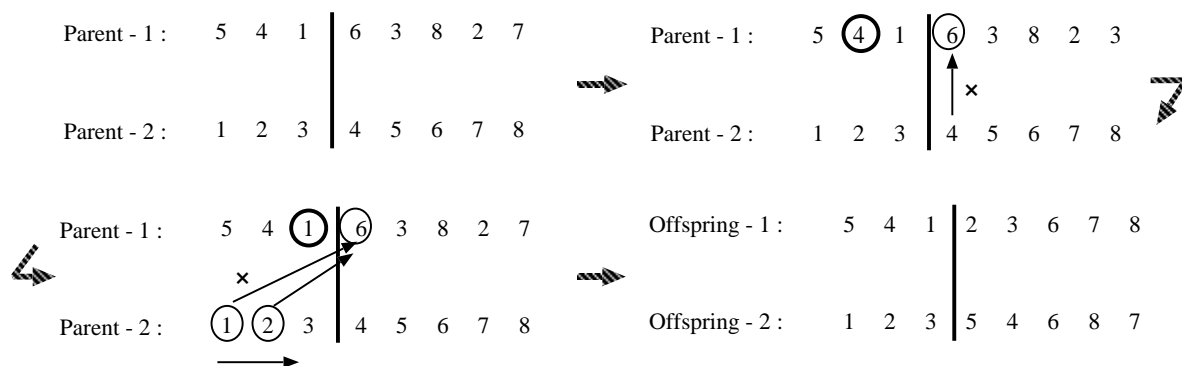 Parent - 1 : 5 4 1 6 3 8 2 7
Parent - 2 : 1 2 3 4 5 6 7 8
Parent - 1 : 5 4 1 6 3 8 2 3
×
Parent - 2 : 1 2 3 4 5 6 7 8
Parent - 1 : 5 4 1 6 3 8 2 7
×
Parent - 2 : 1 2 3 4 5 6 7 8
Offspring - 1 : 5 4 1 2 3 6 7 8
Offspring - 2 : 1 2 3 5 4 6 8 7